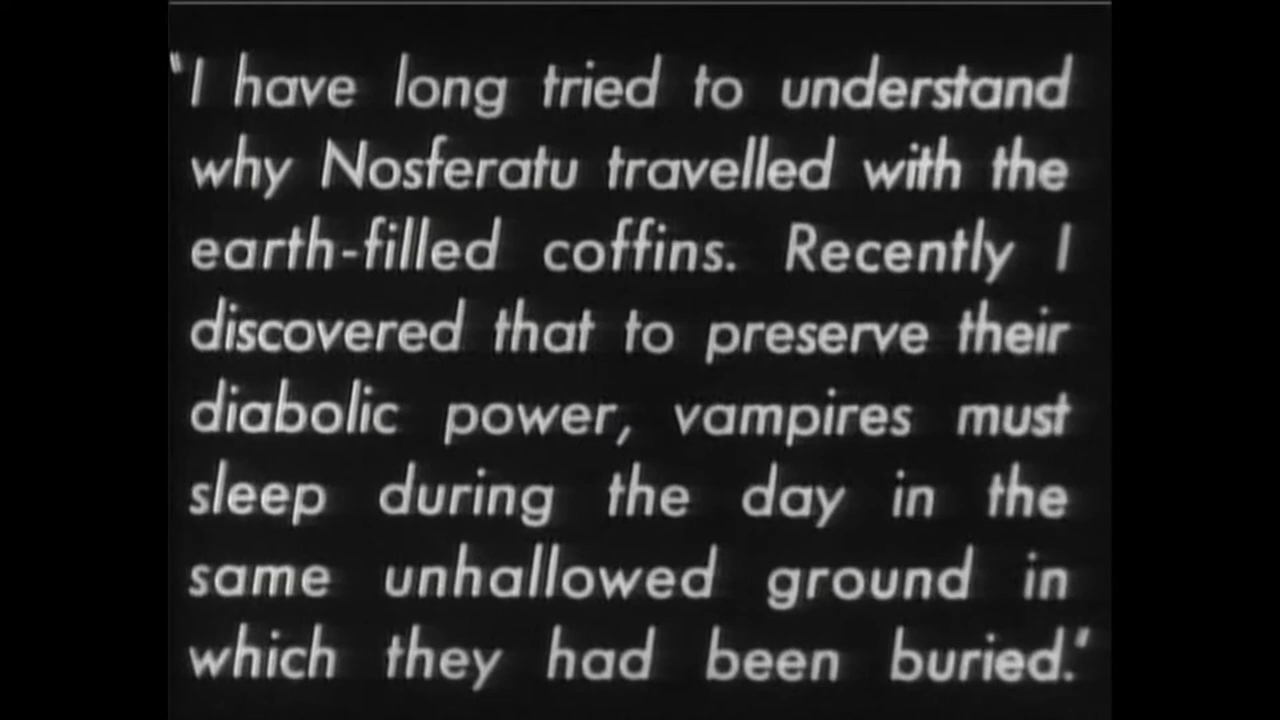 "I have long tried to understand
why Nosferatu travelled with the
earth-filled coffins. Recently I
discovered that to preserve their
diabolic power, vampires must
sleep during the day in the
same unhallowed ground in
which they had been buried."